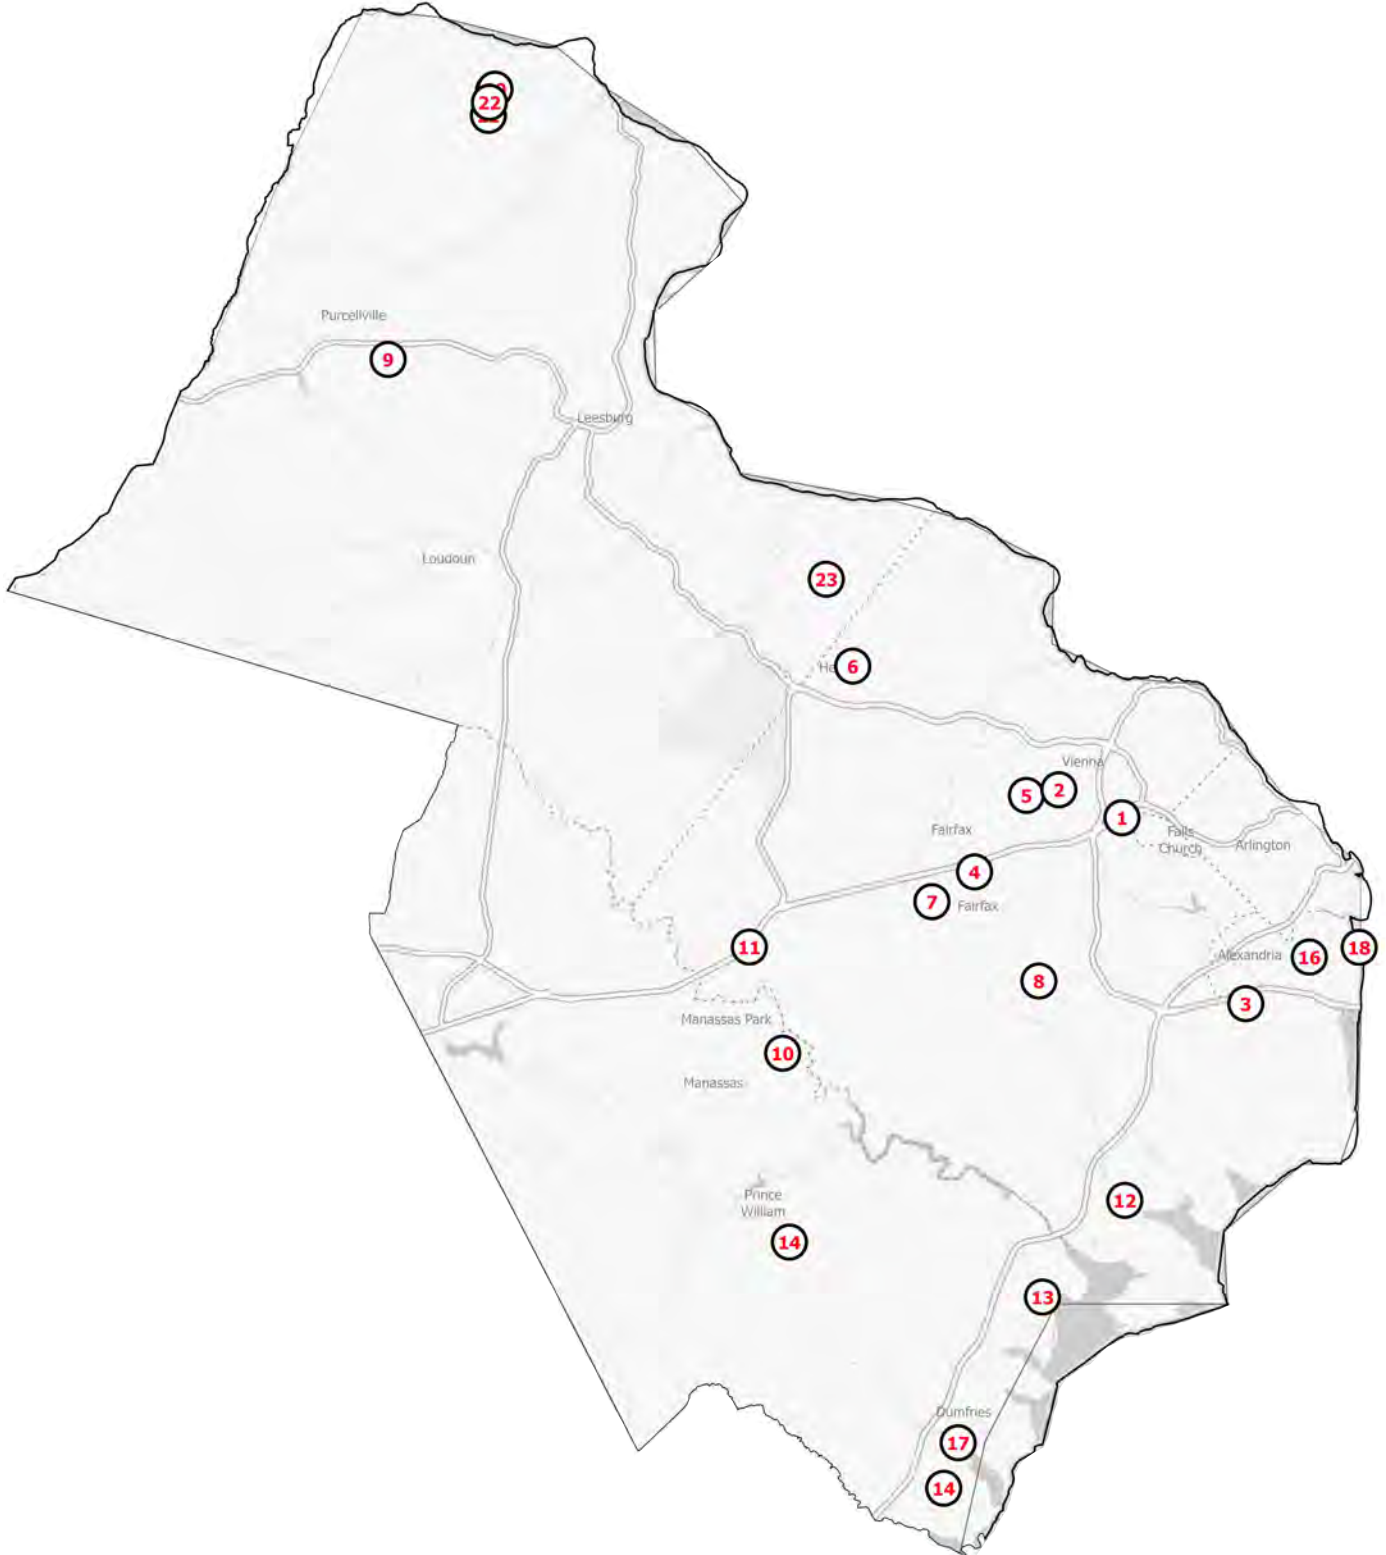 22
Purcellville
9
Leesburg
Loudoun
23
6
Vienna
5
2
1
Fairfax
Falls
Church
Arlington
4
7
Fairfax
11
18
Alexandria
16
8
3
Manassas Park
10
Manassas
Prince
William
12
14
13
Dumfries
17
14